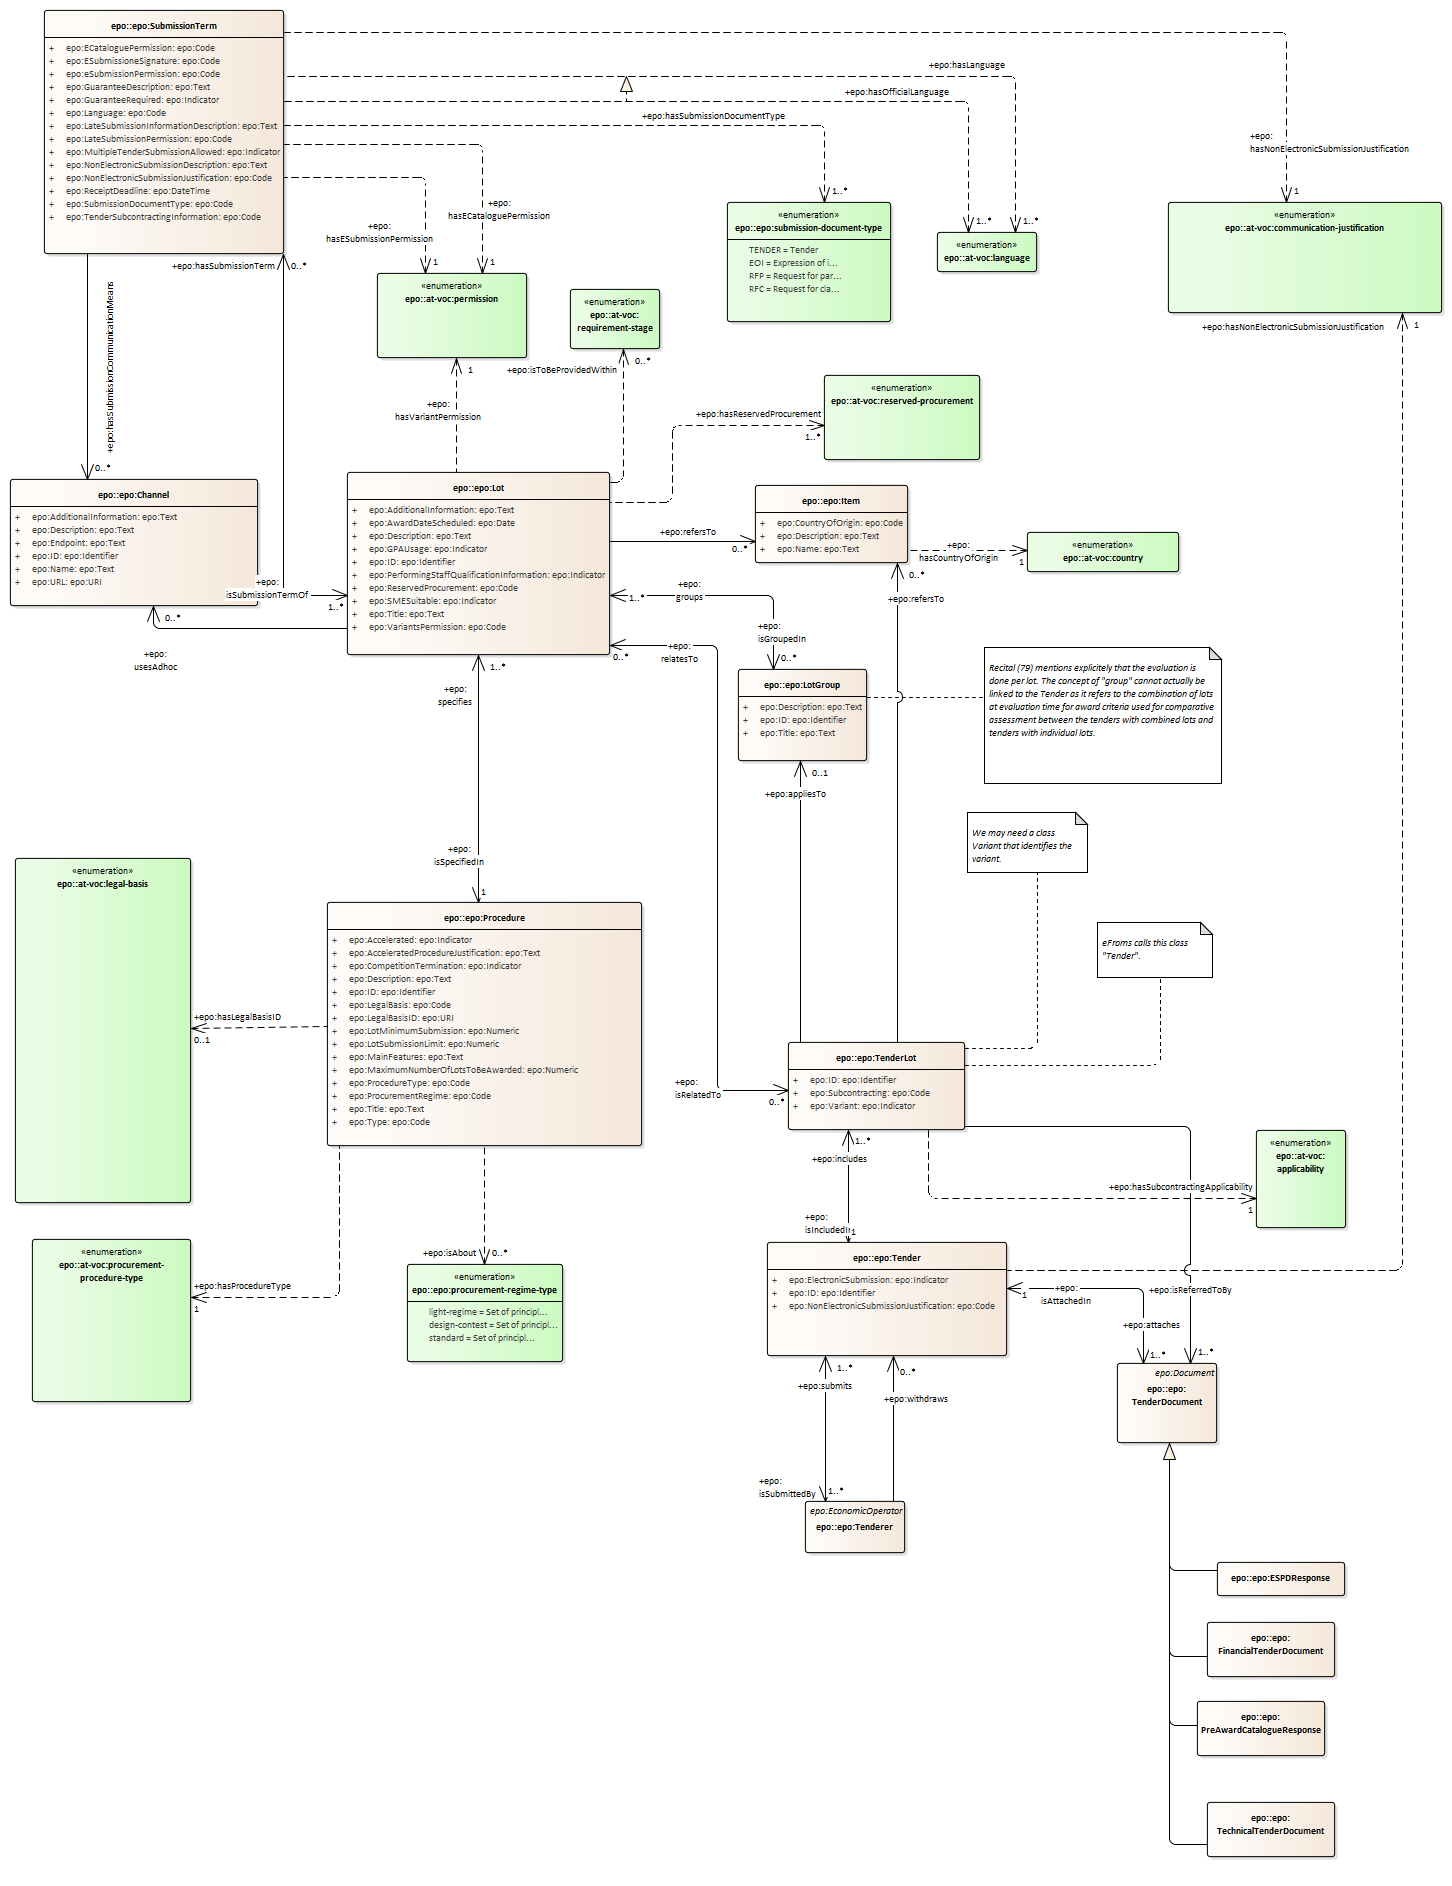 epo::epo:SubmissionTerm
+ epo:ECataloguePermission: epo:Code
+ epo:ESubmissioneSignature: epo:Code
+ epo:eSubmissionPermission: epo:Code
+ epo:GuaranteeDescription: epo:Text
+ epo:GuaranteeRequired: epo:Indicator
+ epo:Language: epo:Code
+ epo:LateSubmissionInformationDescription: epo:Text
+ epo:LateSubmissionPermission: epo:Code
+ epo:MultipleTenderSubmissionAllowed: epo:Indicator
+ epo:NonElectronicSubmissionDescription: epo:Text
+ epo:NonElectronicSubmissionJustification: epo:Code
+ epo:ReceiptDeadline: epo:DateTime
+ epo:SubmissionDocumentType: epo:Code
+ epo:TenderSubcontractingInformation: epo:Code
+epo:hasLanguage
+epo:hasOfficialLanguage
+epo:hasSubmissionDocumentType
+epo:
hasNonElectronicSubmissionJustification
1
1..*
1..*
1..*
+epo:
hasECataloguePermission
+epo:
hasESubmissionPermission
1
1
«enumeration»
epo::epo:submission-document-type
TENDER = Tender
EOI = Expression of i...
RFP = Request for par...
RFC = Request for cla...
«enumeration»
epo::at-voc:language
«enumeration»
epo::at-voc:communication-justification
+epo:hasNonElectronicSubmissionJustification
1
+epo:hasSubmissionTerm
0..*
+epo:hasSubmissionCommunicationMeans
0..*
«enumeration»
epo::at-voc:permission
«enumeration»
epo::at-voc:
requirement-stage
+epo:isToBeProvidedWithin
0..*
1
+epo:
hasVariantPermission
«enumeration»
epo::at-voc:reserved-procurement
+epo:hasReservedProcurement
1..*
epo::epo:Channel
+ epo:AdditionalInformation: epo:Text
+ epo:Description: epo:Text
+ epo:Endpoint: epo:Text
+ epo:ID: epo:Identifier
+ epo:Name: epo:Text
+ epo:URL: epo:URI
+epo:
isSubmissionTermOf
1..*
0..*
+epo:
usesAdhoc
epo::epo:Lot
+ epo:AdditionalInformation: epo:Text
+ epo:AwardDateScheduled: epo:Date
+ epo:Description: epo:Text
+ epo:GPAUsage: epo:Indicator
+ epo:ID: epo:Identifier
+ epo:PerformingStaffQualificationInformation: epo:Indicator
+ epo:ReservedProcurement: epo:Code
+ epo:SMESuitable: epo:Indicator
+ epo:Title: epo:Text
+ epo:VariantsPermission: epo:Code
+epo:refersTo
0..*
epo::epo:Item
+ epo:CountryOfOrigin: epo:Code
+ epo:Description: epo:Text
+ epo:Name: epo:Text
+epo:
hasCountryOfOrigin
1
«enumeration»
epo::at-voc:country
0..*
+epo:refersTo
1..*
+epo:
groups
+epo:
isGroupedIn
0..*
0..*
+epo:
relatesTo
epo::epo:LotGroup
+ epo:Description: epo:Text
+ epo:ID: epo:Identifier
+ epo:Title: epo:Text
Recital (79) mentions explicitely that the evaluation is
done per lot. The concept of "group" cannot actually be
linked to the Tender as it refers to the combination of lots
at evaluation time for award criteria used for comparative
assessment between the tenders with combined lots and
tenders with individual lots.
0..1
+epo:appliesTo
1..*
+epo:
specifies
+epo:
isSpecifiedIn
1
We may need a class
Variant that identifies the
variant.
eFroms calls this class
"Tender".
«enumeration»
epo::at-voc:legal-basis
epo::epo:Procedure
+ epo:Accelerated: epo:Indicator
+ epo:AcceleratedProcedureJustification: epo:Text
+ epo:CompetitionTermination: epo:Indicator
+ epo:Description: epo:Text
+ epo:ID: epo:Identifier
+ epo:LegalBasis: epo:Code
+ epo:LegalBasisID: epo:URI
+ epo:LotMinimumSubmission: epo:Numeric
+ epo:LotSubmissionLimit: epo:Numeric
+ epo:MainFeatures: epo:Text
+ epo:MaximumNumberOfLotsToBeAwarded: epo:Numeric
+ epo:ProcedureType: epo:Code
+ epo:ProcurementRegime: epo:Code
+ epo:Title: epo:Text
+ epo:Type: epo:Code
+epo:hasLegalBasisID
0..1
epo::epo:TenderLot
+ epo:ID: epo:Identifier
+ epo:Subcontracting: epo:Code
+ epo:Variant: epo:Indicator
+epo:
isRelatedTo
0..*
1..*
+epo:includes
+epo:
isIncludedIn
1
+epo:hasSubcontractingApplicability
1
«enumeration»
epo::at-voc:
applicability
«enumeration»
epo::at-voc:procurement-
procedure-type
+epo:hasProcedureType
1
+epo:isAbout
0..*
«enumeration»
epo::epo:procurement-regime-type
light-regime = Set of principl...
design-contest = Set of principl...
standard = Set of principl...
epo::epo:Tender
+ epo:ElectronicSubmission: epo:Indicator
+ epo:ID: epo:Identifier
+ epo:NonElectronicSubmissionJustification: epo:Code
1
+epo:
isAttachedIn
+epo:isReferredToBy
+epo:attaches
1..*
1..*
1..*
+epo:submits
0..*
+epo:withdraws
epo:Document
epo::epo:
TenderDocument
+epo:
isSubmittedBy
1..*
epo:EconomicOperator
epo::epo:Tenderer
epo::epo:ESPDResponse
epo::epo:
FinancialTenderDocument
epo::epo:
PreAwardCatalogueResponse
epo::epo:
TechnicalTenderDocument